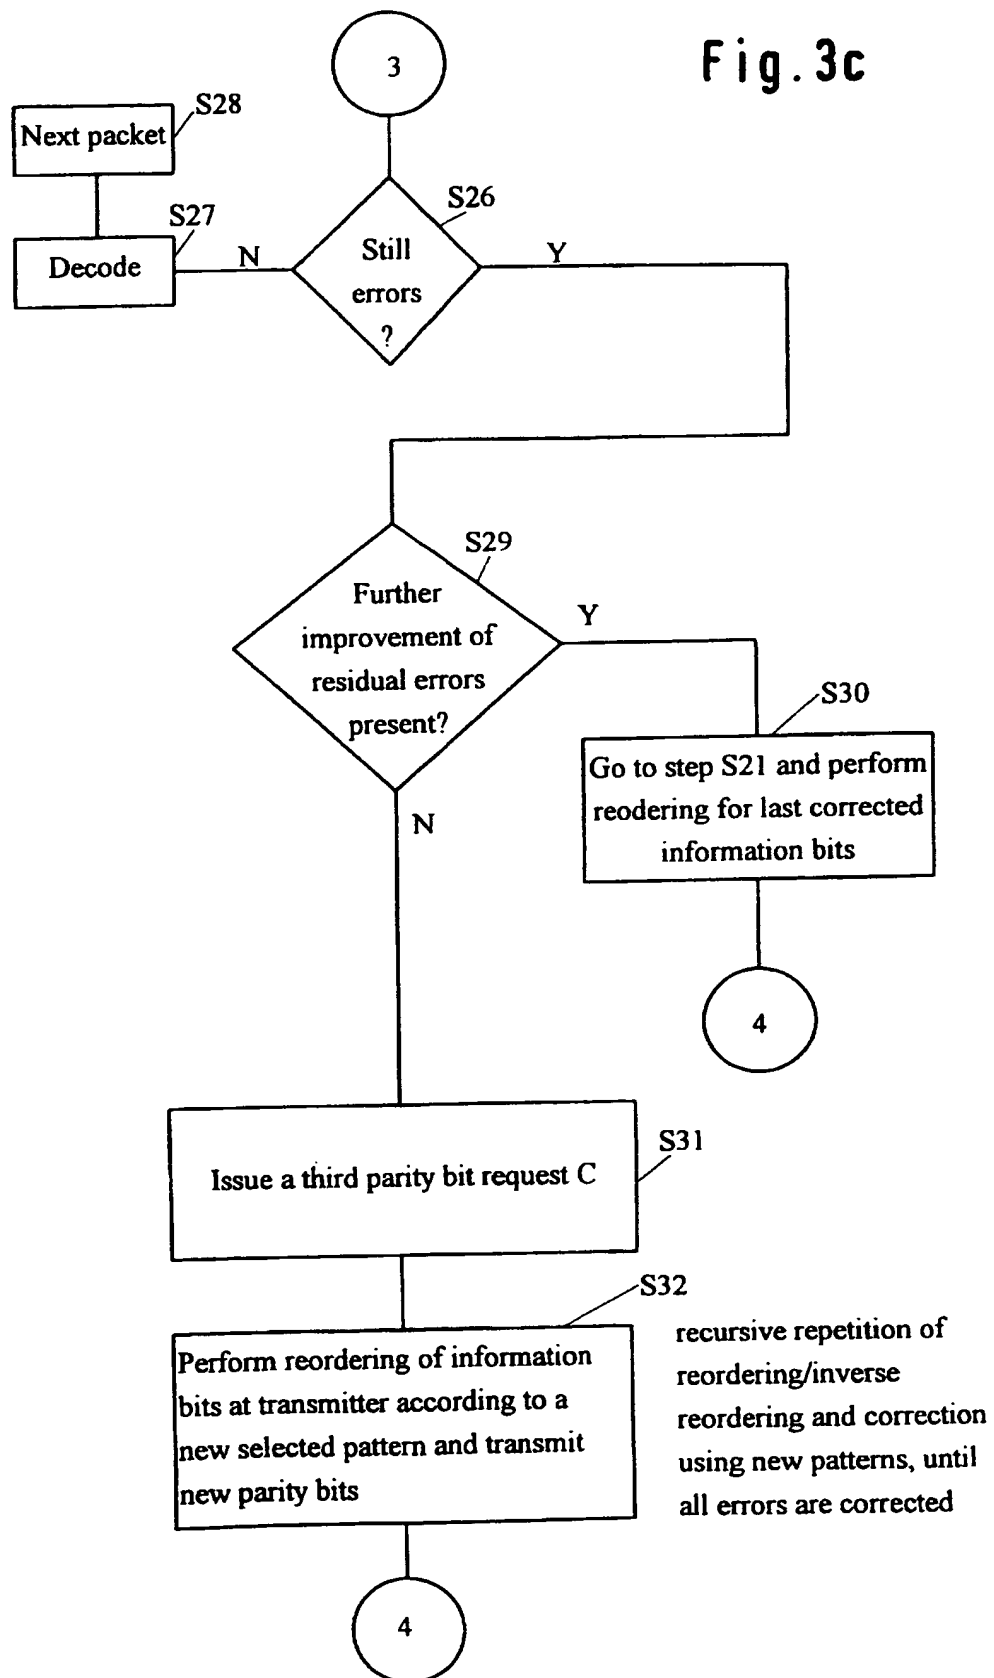 Fig. 3c
3
S28
Next packet
S27
Decode
N
S26
Still
errors
?
Y
S29
Further
improvement of
residual errors
present?
Y
N
S30
Go to step S21 and perform
reodering for last corrected
information bits
4
S31
Issue a third parity bit request C
S32
Perform reordering of information
bits at transmitter according to a
new selected pattern and transmit
new parity bits
recursive repetition of
reordering/inverse
reordering and correction
using new patterns, until
all errors are corrected
4